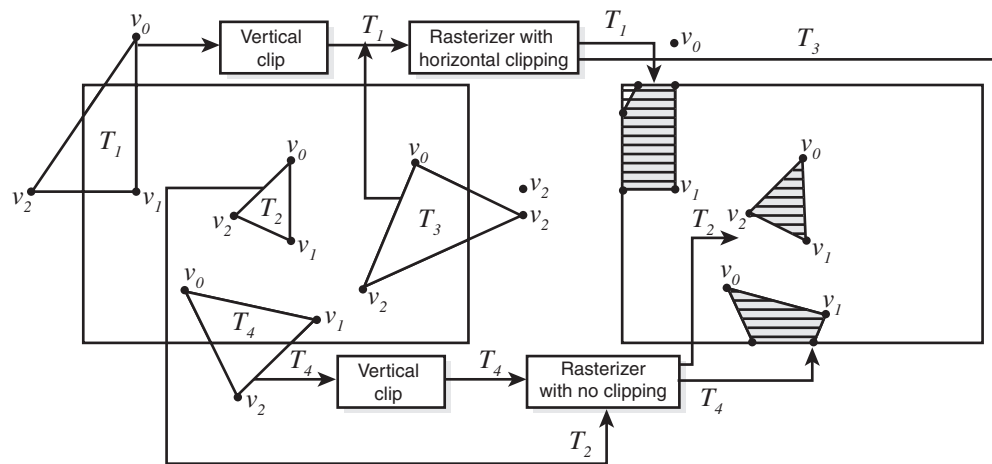 v0
Vertical
clip
T1
Rasterizer with
horizontal clipping
T1
v0
T3
T1
v2
v1
v0
T2
v2
v1
v0
T3
v2
v2
v2
v1
v0
v2
T2
v1
v0
T4
v1
v2
T4
Vertical
clip
T4
Rasterizer
with no clipping
T2
T4
v0
v1